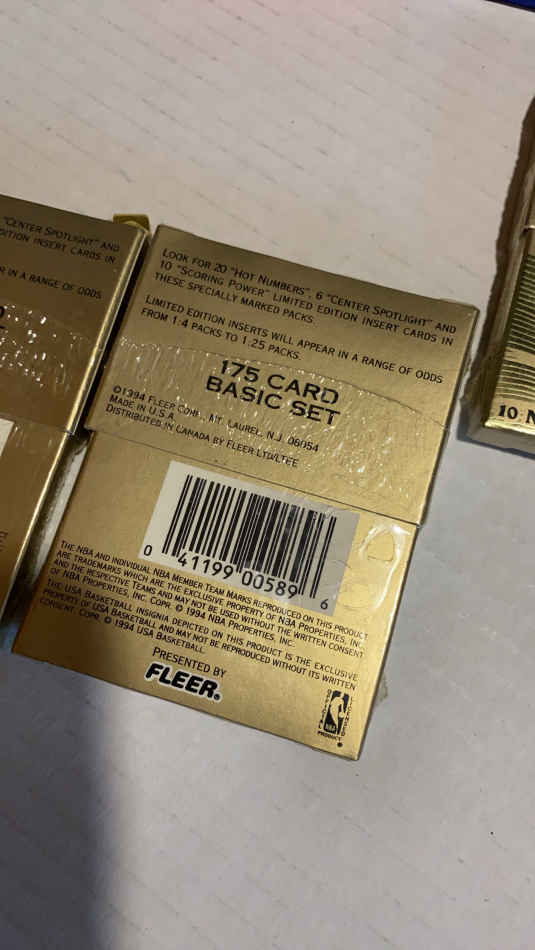 "CENTER SPOTLIGHT" AND
DITION INSERT CARDS IN
R IN A RANGE OF ODDS
LOOK FOR 20 "HOT NUMBERS", 6 "CENTER SPOTLIGHT" AND
10 "SCORING POWER" LIMITED EDITION INSERT CARDS IN
THESE SPECIALLY MARKED PACKS.
LIMITED EDITION INSERTS WILL APPEAR IN A RANGE OF ODDS
FROM 1:4 PACKS TO 1:25 PACKS.
175 CARD
BASIC SET
©1994 FLEER CORP., MT. LAUREL, N.J. 08054
MADE IN U.S.A.
DISTRIBUTED IN CANADA BY FLEER LTD/LTEE
0 41199 00589 6
THE NBA AND INDIVIDUAL NBA MEMBER TEAM MARKS REPRODUCED ON THIS PRODUCT
ARE TRADEMARKS WHICH ARE THE EXCLUSIVE PROPERTY OF NBA PROPERTIES, INC.
AND THE RESPECTIVE TEAMS AND MAY NOT BE USED WITHOUT THE WRITTEN CONSENT
OF NBA PROPERTIES, INC. COPR. © 1994 NBA PROPERTIES, INC.
THE USA BASKETBALL INSIGNIA DEPICTED ON THIS PRODUCT IS THE EXCLUSIVE
PROPERTY OF USA BASKETBALL AND MAY NOT BE REPRODUCED WITHOUT ITS WRITTEN
CONSENT. COPR. © 1994 USA BASKETBALL.
PRESENTED BY
FLEER®
OFFICIAL LICENSED
NBA
PRODUCT
10 N